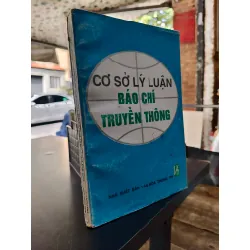 CƠ SỞ LÝ LUẬN
BÁO CHÍ
TRUYỀN THÔNG